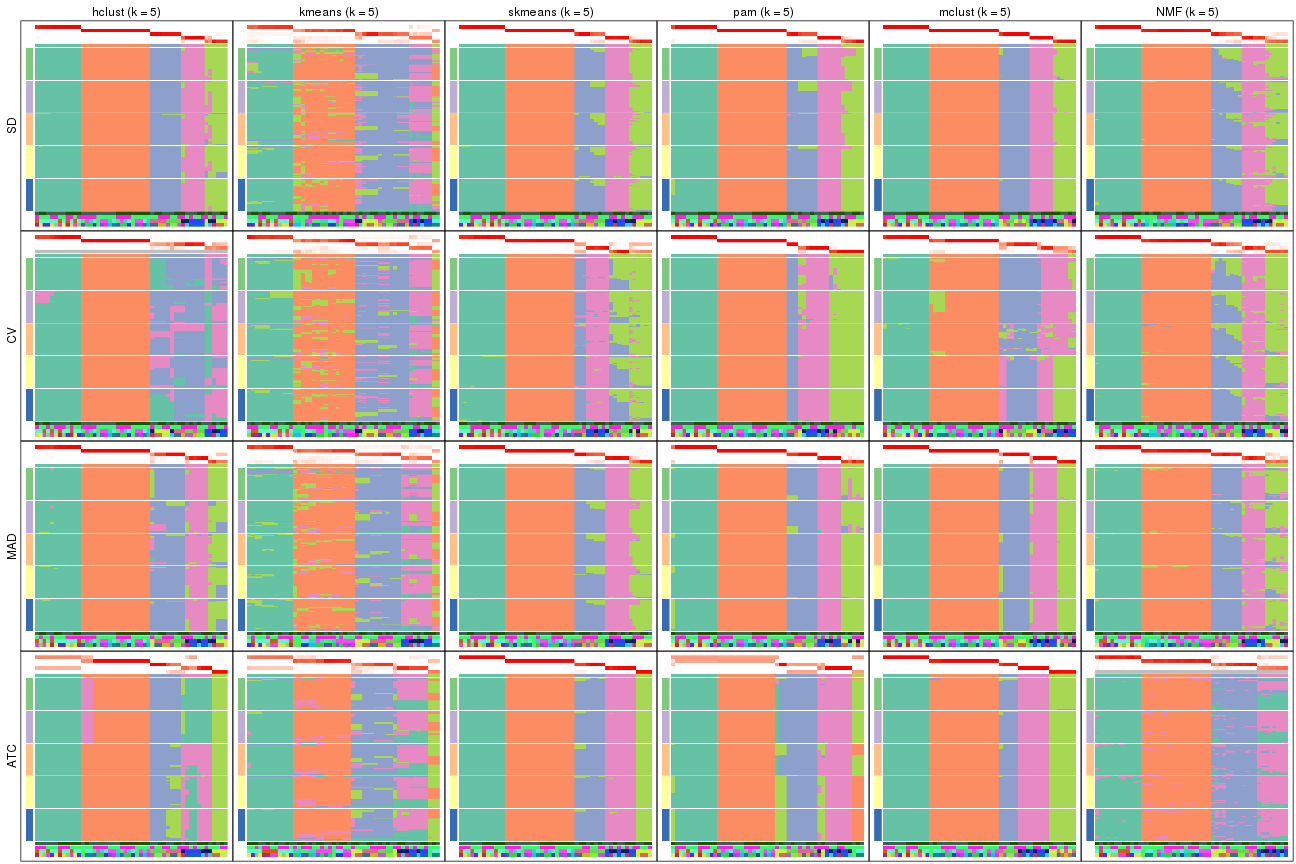 hclust (k = 5) kmeans (k = 5) skmeans (k = 5) pam (k = 5) mclust (k = 5) NMF (k = 5)
SD
CV
MAD
ATC